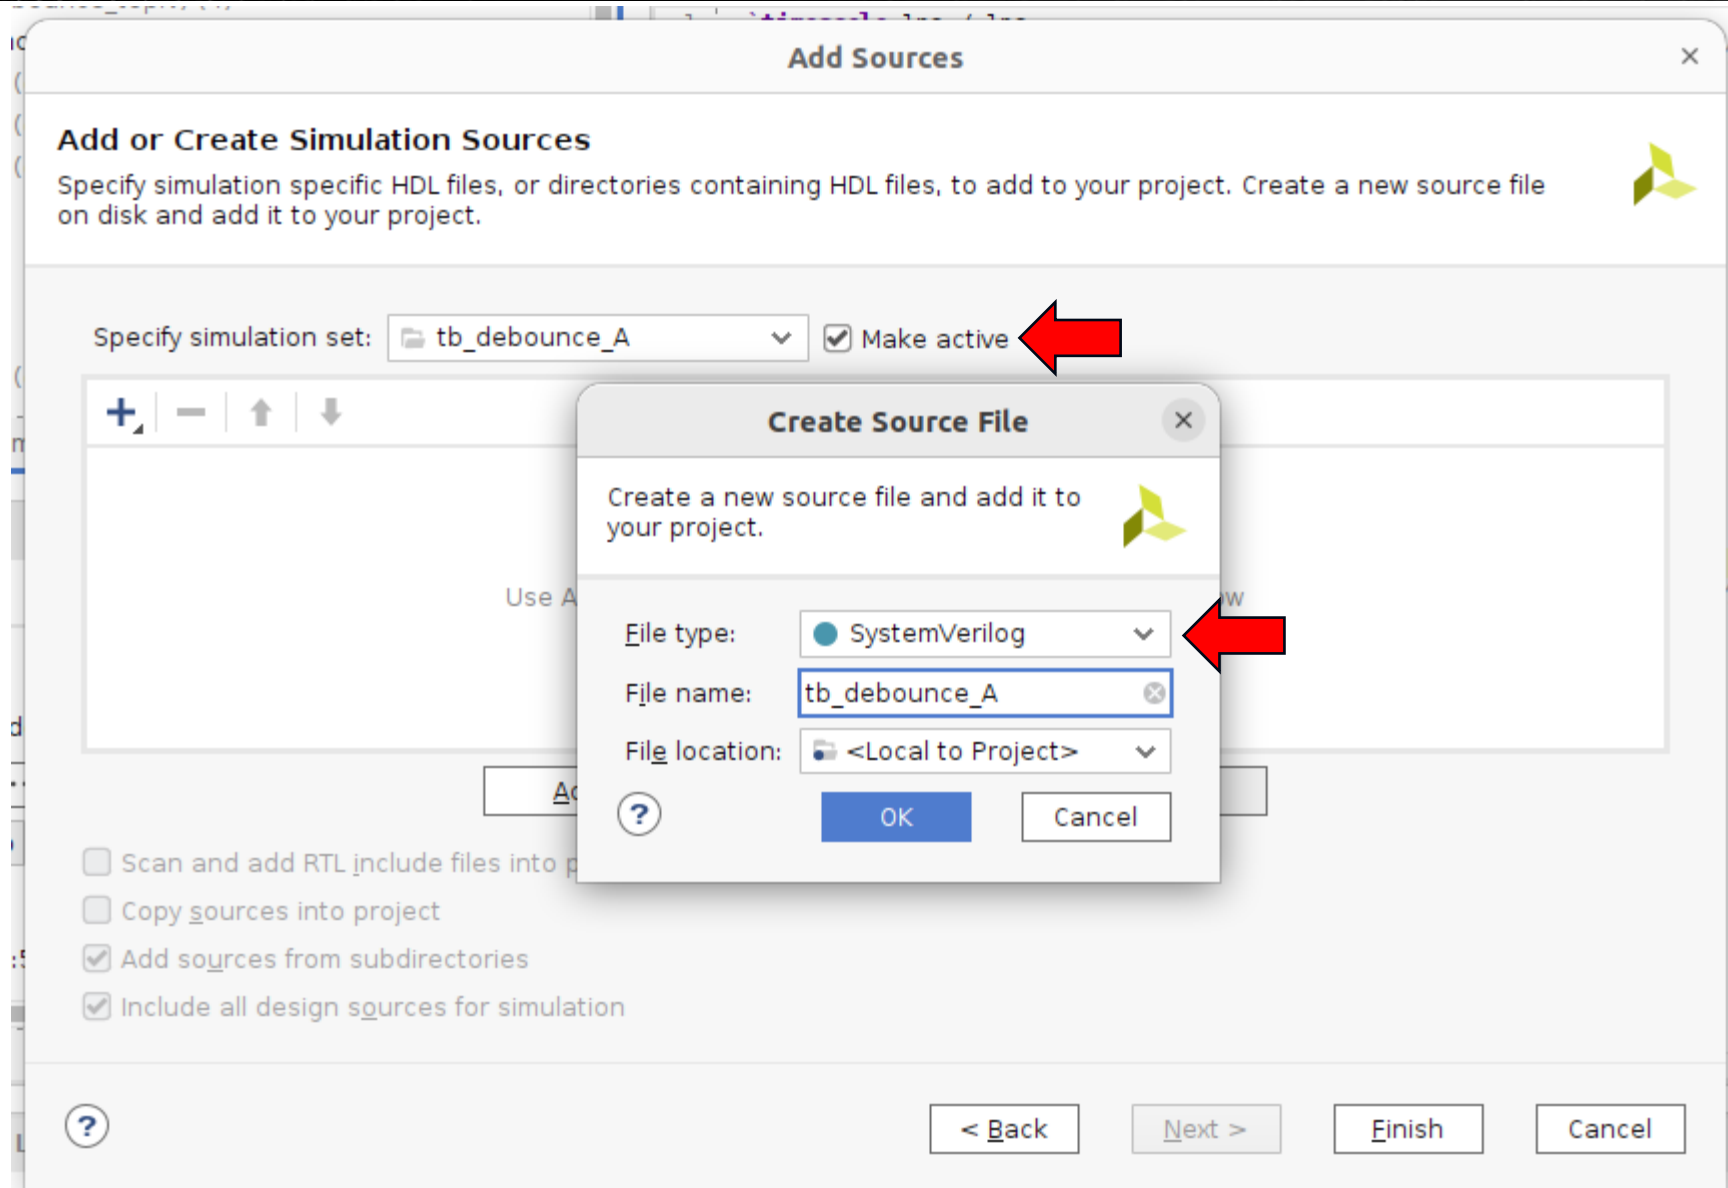 `timescale 1ns / 1ps
Add Sources
Add or Create Simulation Sources
Specify simulation specific HDL files, or directories containing HDL files, to add to your project. Create a new source file
on disk and add it to your project.
Specify simulation set: tb_debounce_A Make active
Create Source File
Create a new source file and add it to
your project.
Use A
File type: SystemVerilog
File name: tb_debounce_A
File location: <Local to Project>
OK Cancel
Scan and add RTL include files into p
Copy sources into project
Add sources from subdirectories
Include all design sources for simulation
? < Back Next > Finish Cancel